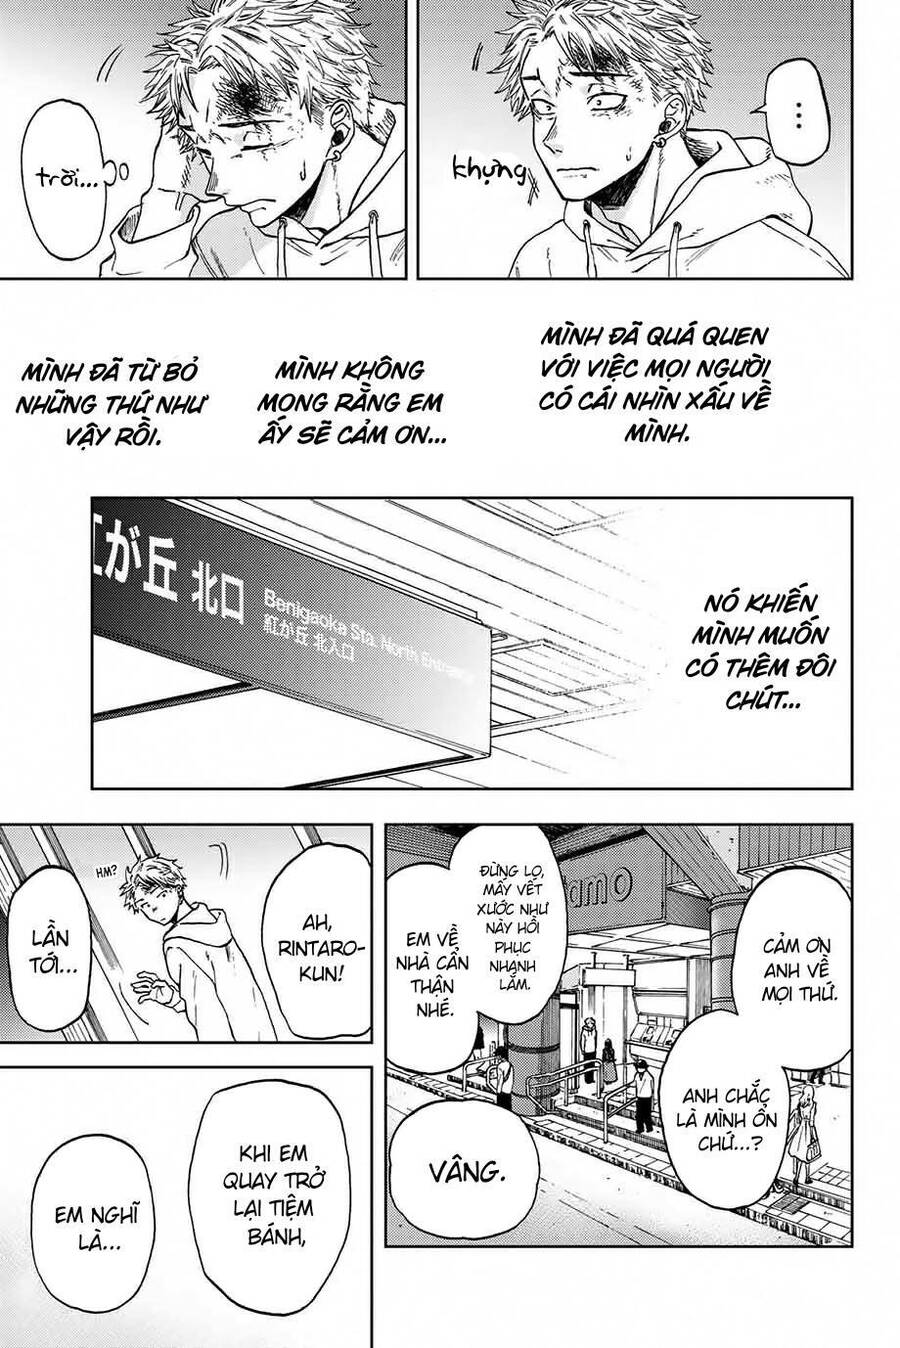 ...
khựng
trời...
MÌNH ĐÃ QUÁ QUEN
VỚI VIỆC MỌI NGƯỜI
CÓ CÁI NHÌN XẤU VỀ
MÌNH.
MÌNH KHÔNG
MONG RẰNG EM
ẤY SẼ CẢM ƠN...
MÌNH ĐÃ TỪ BỎ
NHỮNG THỨ NHƯ
VẬY RỒI.
NÓ KHIẾN
MÌNH MUỐN
CÓ THÊM ĐÔI
CHÚT...
紅が丘 北口
Benigaoka Sta. North Entrance
紅が丘 北入口
amo
CẢM ƠN
ANH VỀ
MỌI THỨ.
ANH CHẮC
LÀ MÌNH ỔN
CHỨ...?
ĐỪNG LO,
MẤY VẾT
XƯỚC NHƯ
NÀY HỒI
PHỤC
NHANH
LẮM.
EM VỀ
NHÀ CẨN
THẬN
NHÉ.
VÂNG.
AH,
RINTARO-
KUN!
HM?
LẦN
TỚI...
KHI EM
QUAY TRỞ
LẠI TIỆM
BÁNH,
EM NGHĨ
LÀ...